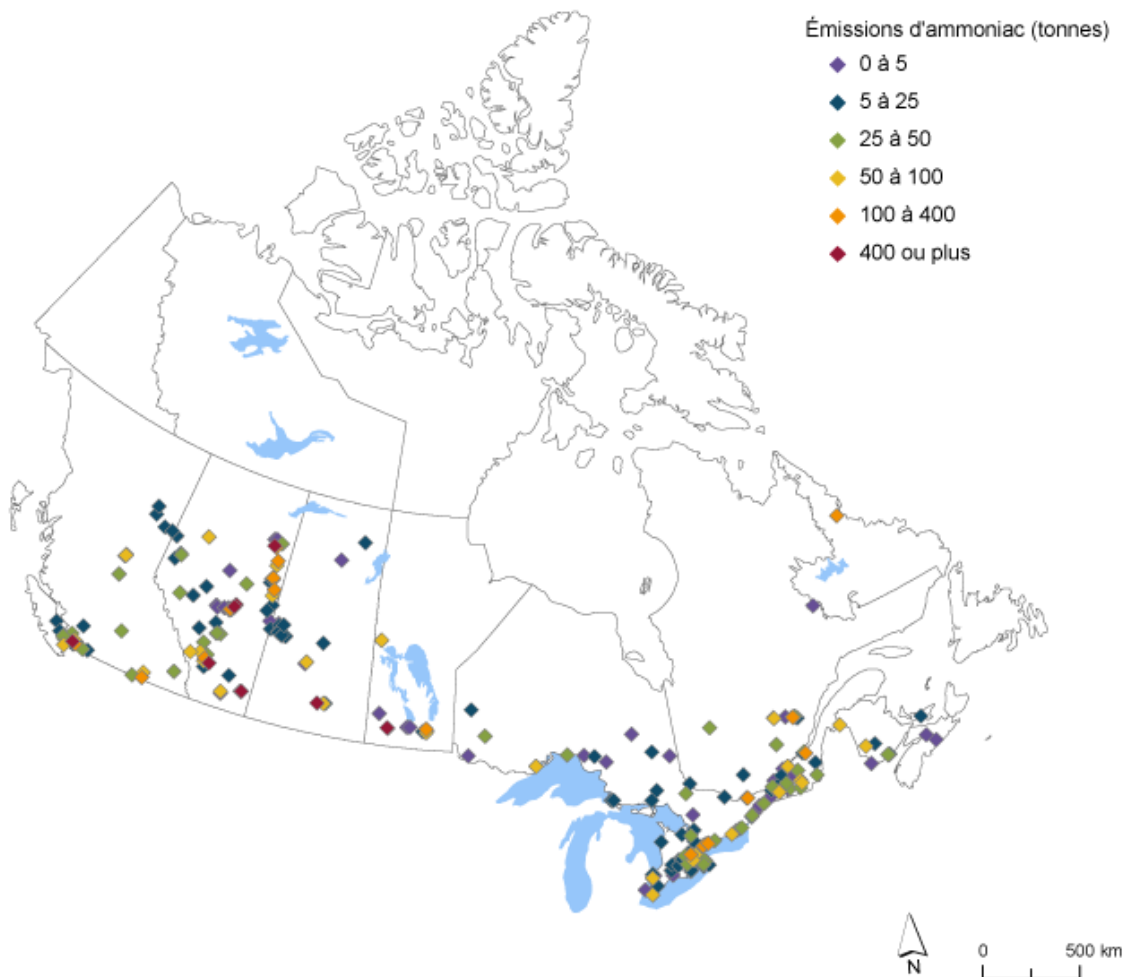 Émissions d'ammoniac (tonnes)
0 à 5
5 à 25
25 à 50
50 à 100
100 à 400
400 ou plus
N
0 500 km